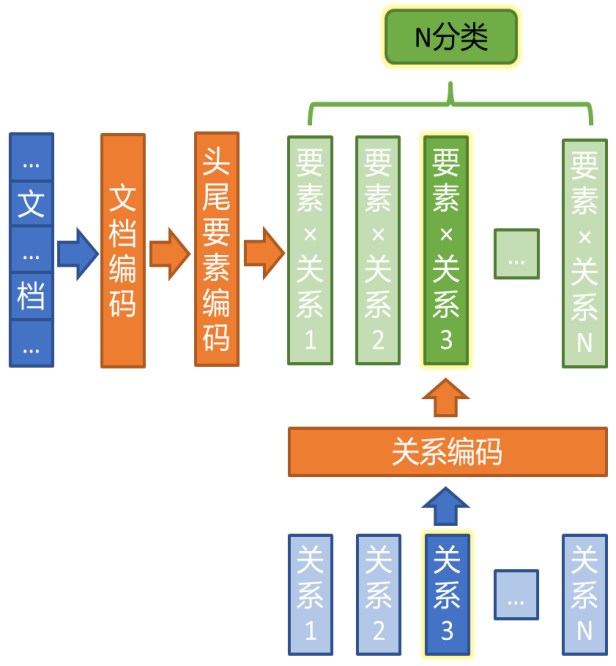 N分类
...
文
...
档
...
文档编码
头尾要素编码
要素×关系1
要素×关系2
要素×关系3
...
要素×关系N
关系编码
关系1
关系2
关系3
...
关系N